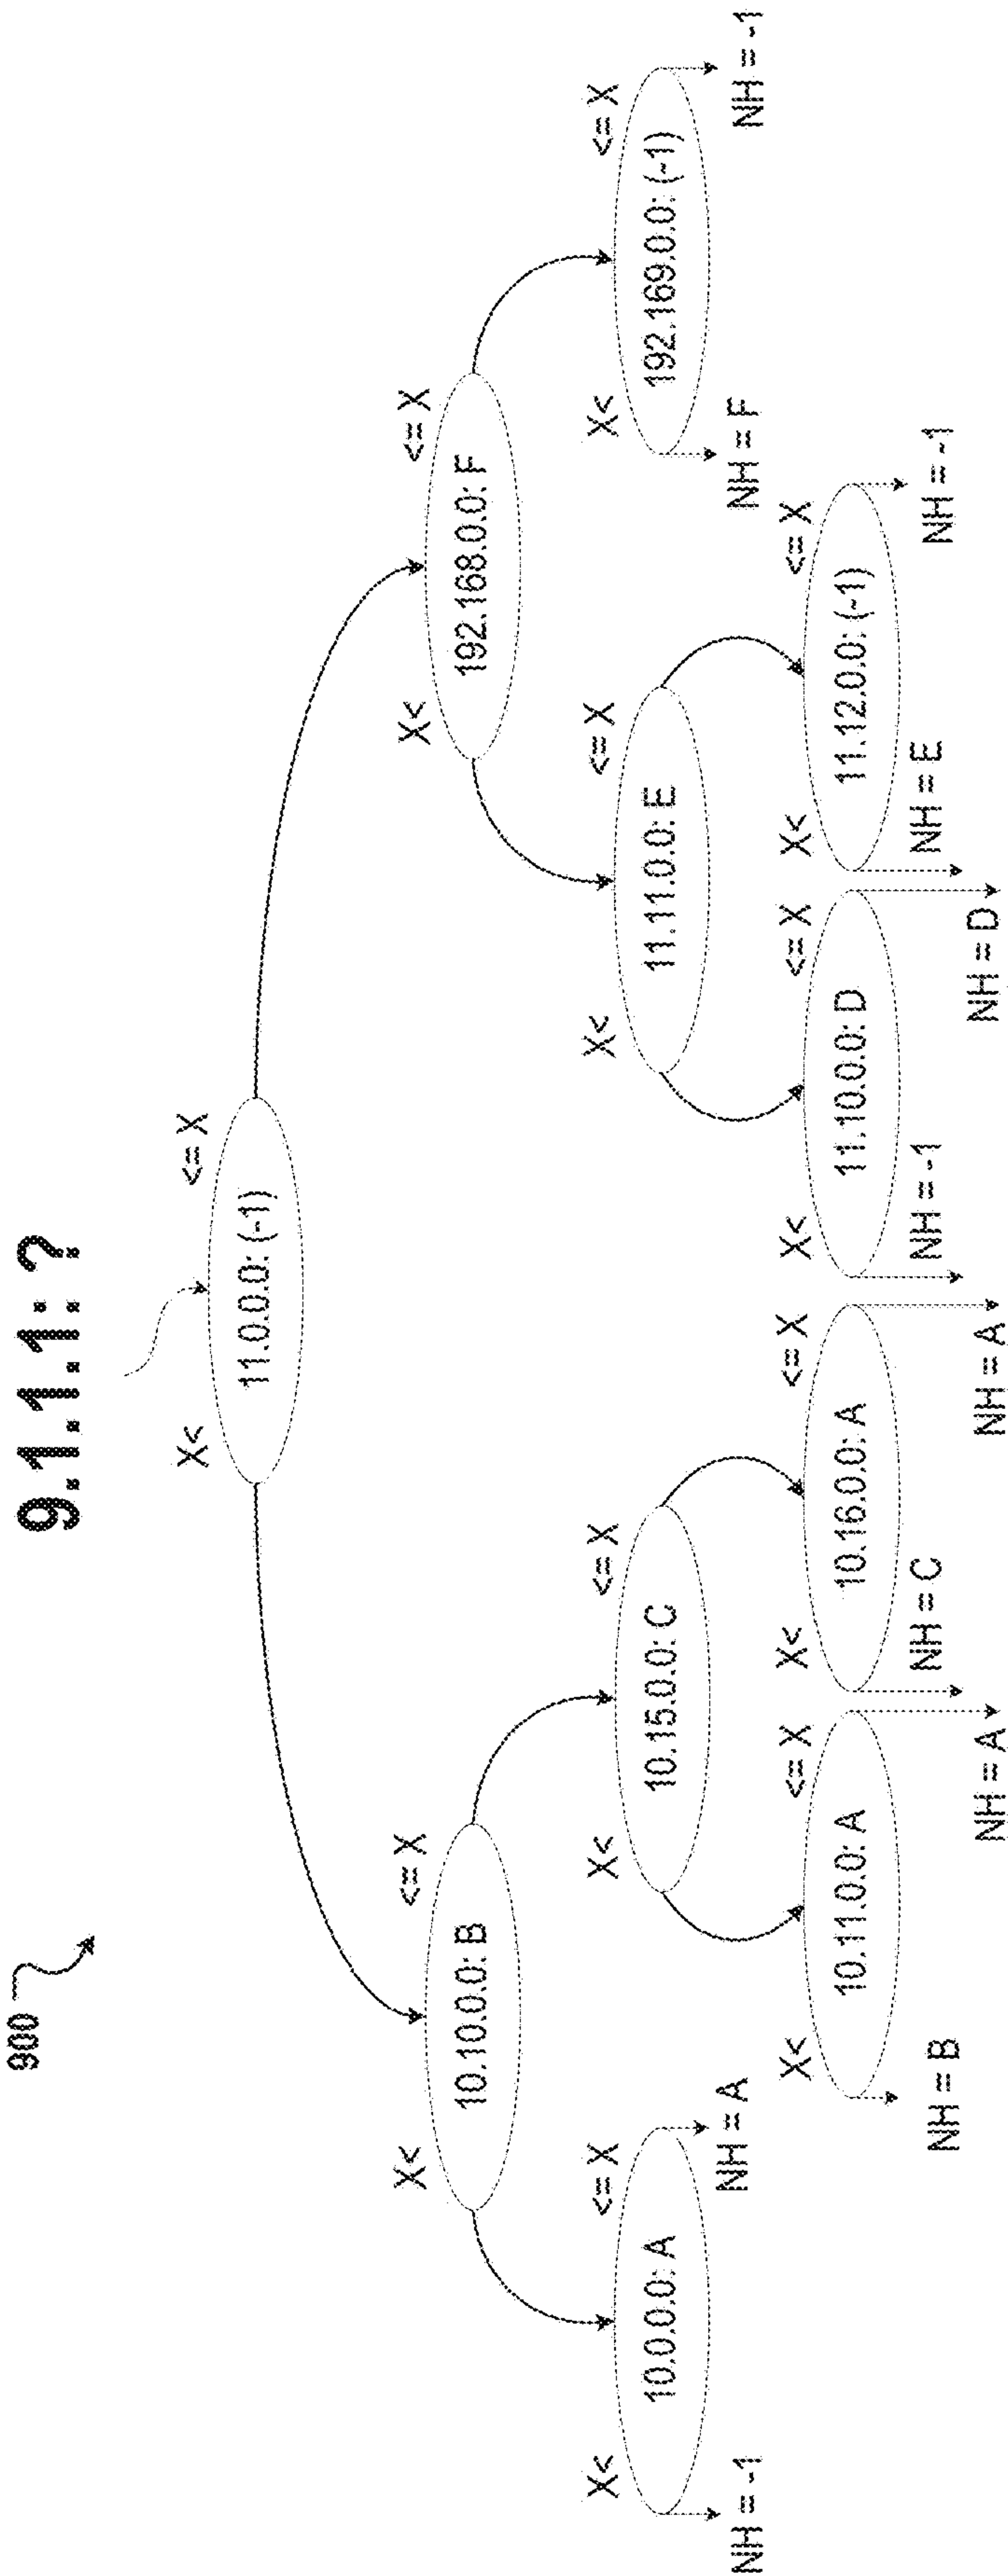 900
9.1.1.1: ?
X<
<= X
11.0.0.0: (-1)
X<
<= X
10.10.0.0: B
X<
<= X
192.168.0.0: F
X<
<= X
10.0.0.0: A
NH = -1
NH = A
X<
<= X
10.15.0.0: C
X<
<= X
11.11.0.0: E
X<
<= X
192.169.0.0: (-1)
NH = F
NH = -1
X<
<= X
10.11.0.0: A
NH = B
NH = A
X<
<= X
10.16.0.0: A
NH = C
NH = A
X<
<= X
11.10.0.0: D
NH = -1
NH = D
X<
<= X
11.12.0.0: (-1)
NH = E
NH = -1